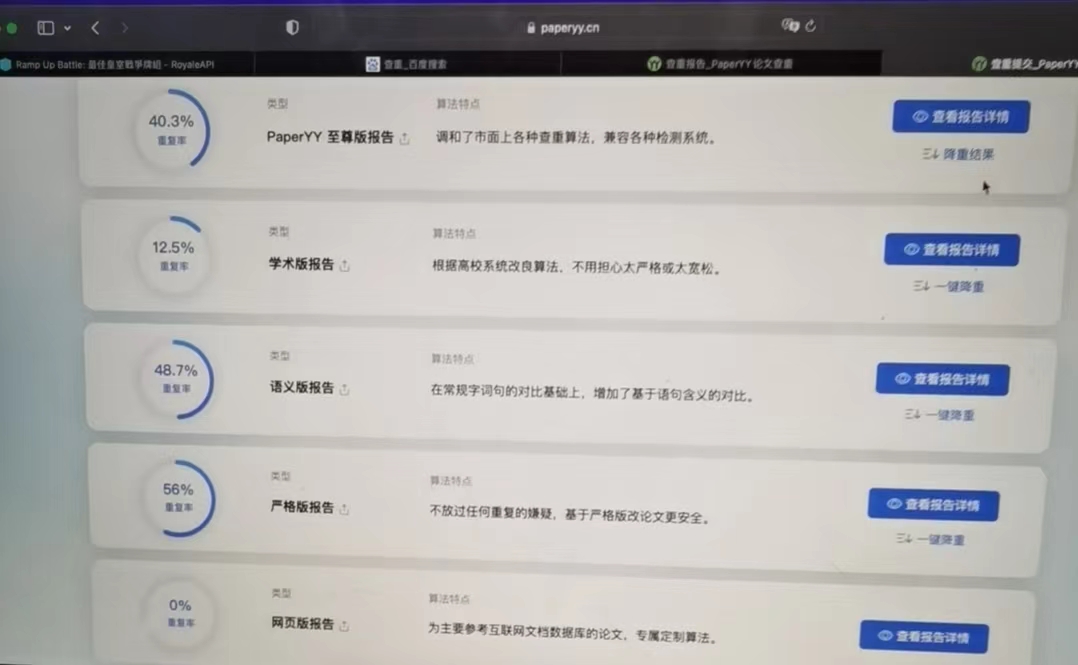 paperyy.cn
Ramp Up Battle: 最佳皇室戰爭牌組 - RoyaleAPI
查重_百度搜索
查重报告_PaperYY论文查重
查重提交_PaperYY
40.3%
重复率
类型
PaperYY 至尊版报告
算法特点
调和了市面上各种查重算法，兼容各种检测系统。
查看报告详情
降重结果
12.5%
重复率
类型
学术版报告
算法特点
根据高校系统改良算法，不用担心太严格或太宽松。
查看报告详情
一键降重
48.7%
重复率
类型
语义版报告
算法特点
在常规字词句的对比基础上，增加了基于语句含义的对比。
查看报告详情
一键降重
56%
重复率
类型
严格版报告
算法特点
不放过任何重复的嫌疑，基于严格版改论文更安全。
查看报告详情
一键降重
0%
重复率
类型
网页版报告
算法特点
为主要参考互联网文档数据库的论文，专属定制算法。
查看报告详情